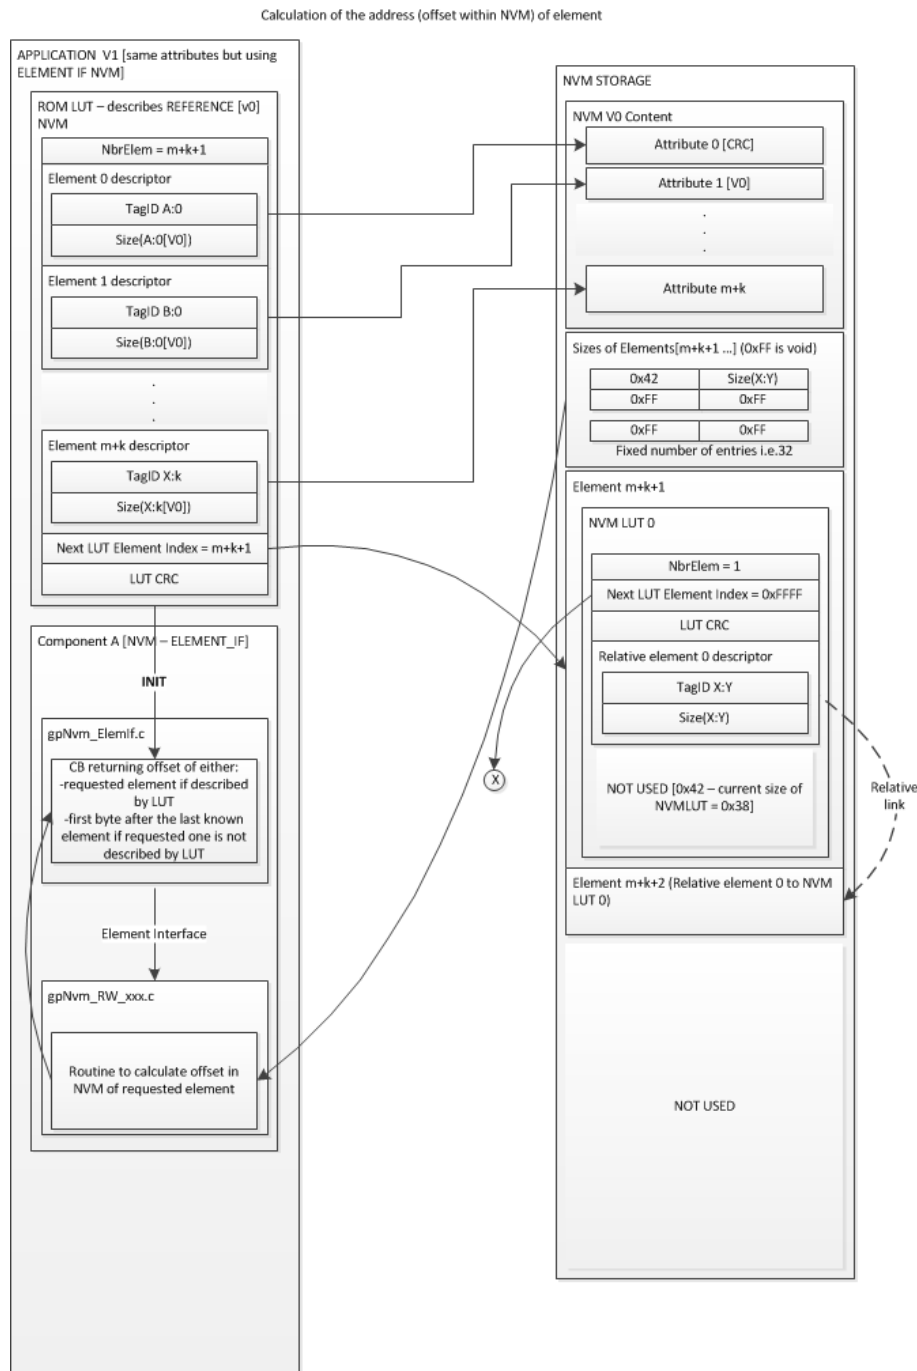 Calculation of the address (offset within NVM) of element
APPLICATION V1 [same attributes but using
ELEMENT IF NVM]
ROM LUT – describes REFERENCE [v0]
NVM
NbrElem = m+k+1
Element 0 descriptor
TagID A:0
Size(A:0[V0])
Element 1 descriptor
TagID B:0
Size(B:0[V0])
.
.
.
Element m+k descriptor
TagID X:k
Size(X:k[V0])
Next LUT Element Index = m+k+1
LUT CRC
Component A [NVM – ELEMENT_IF]
INIT
gpNvm_ElemIf.c
CB returning offset of either:
-requested element if described
by LUT
-first byte after the last known
element if requested one is not
described by LUT
Element Interface
gpNvm_RW_xxx.c
Routine to calculate offset in
NVM of requested element
NVM STORAGE
NVM V0 Content
Attribute 0 [CRC]
Attribute 1 [V0]
.
.
.
Attribute m+k
Sizes of Elements[m+k+1 ...] (0xFF is void)
0x42 Size(X:Y)
0xFF 0xFF
0xFF 0xFF
Fixed number of entries i.e.32
Element m+k+1
NVM LUT 0
NbrElem = 1
Next LUT Element Index = 0xFFFF
LUT CRC
Relative element 0 descriptor
TagID X:Y
Size(X:Y)
X
NOT USED [0x42 – current size of
NVMLUT = 0x38]
Relative
link
Element m+k+2 (Relative element 0 to NVM
LUT 0)
NOT USED